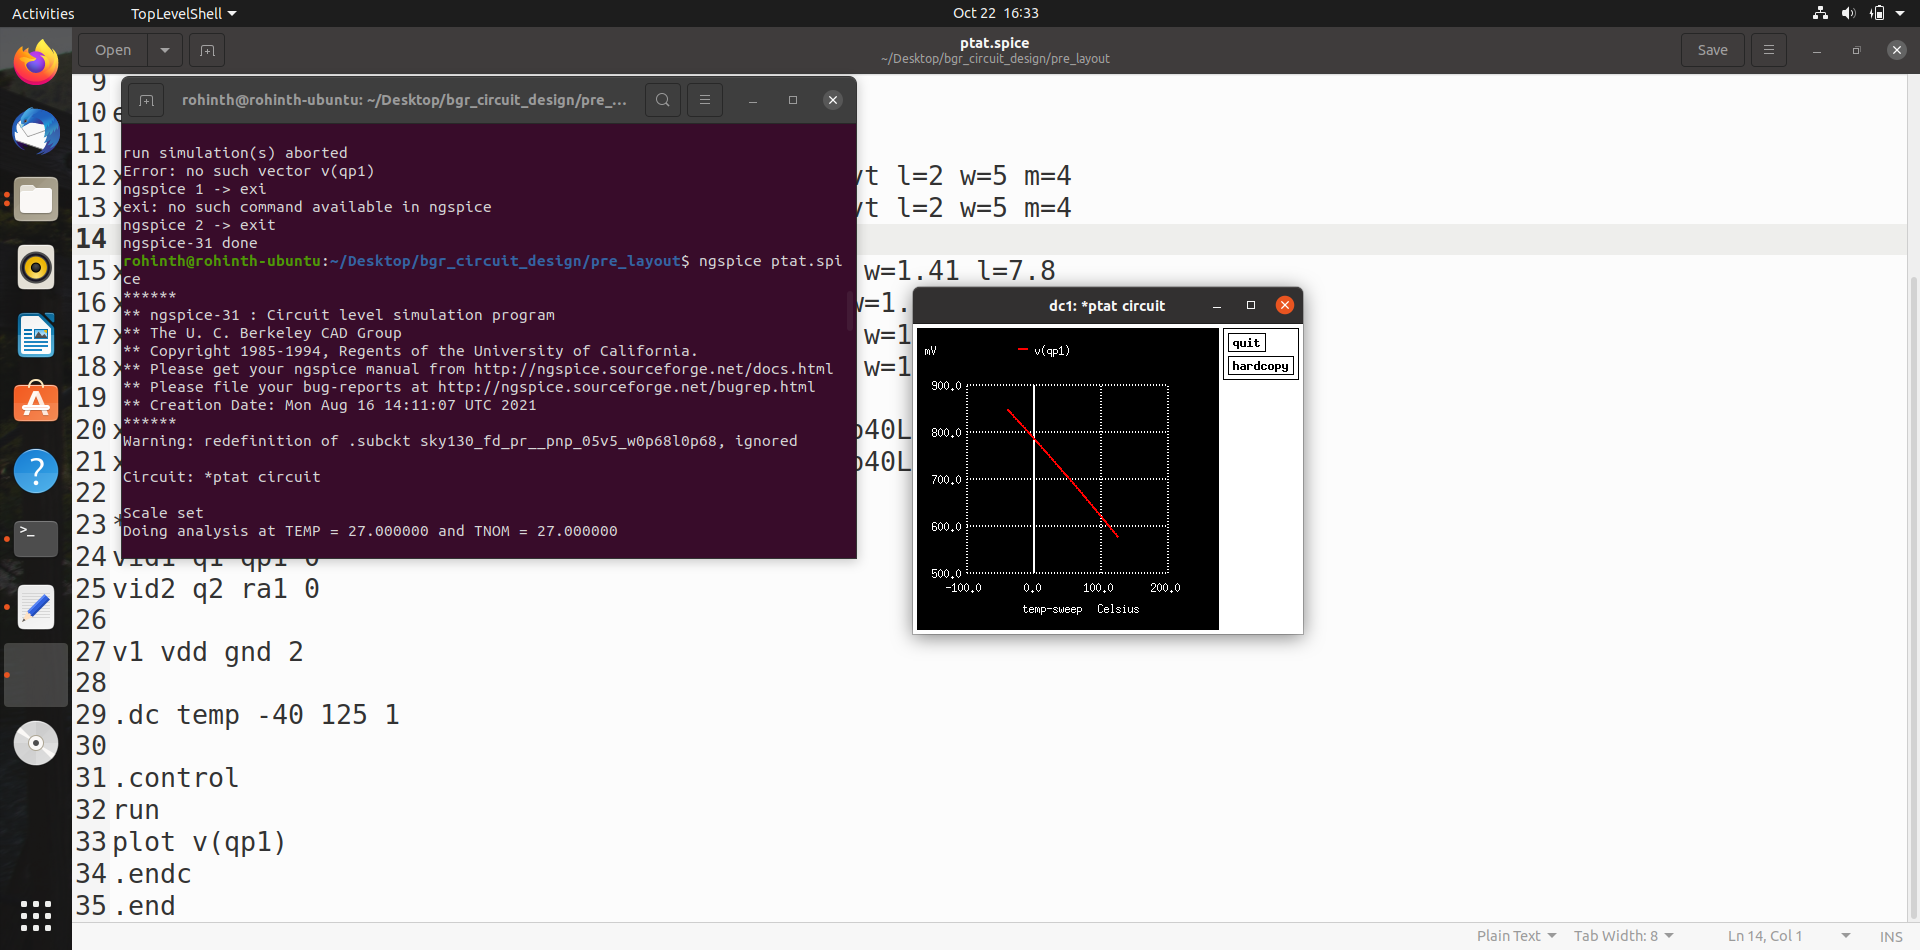 Activities
TopLevelShell
Oct 22 16:33
Open
ptat.spice
~/Desktop/bgr_circuit_design/pre_layout
Save
rohinth@rohinth-ubuntu: ~/Desktop/bgr_circuit_design/pre_...
run simulation(s) aborted
Error: no such vector v(qp1)
ngspice 1 -> exi
exi: no such command available in ngspice
ngspice 2 -> exit
ngspice-31 done
rohinth@rohinth-ubuntu:~/Desktop/bgr_circuit_design/pre_layout$ ngspice ptat.spi
ce
******
** ngspice-31 : Circuit level simulation program
** The U. C. Berkeley CAD Group
** Copyright 1985-1994, Regents of the University of California.
** Please get your ngspice manual from http://ngspice.sourceforge.net/docs.html
** Please file your bug-reports at http://ngspice.sourceforge.net/bugrep.html
** Creation Date: Mon Aug 16 14:11:07 UTC 2021
******
Warning: redefinition of .subckt sky130_fd_pr__pnp_05v5_w0p68l0p68, ignored
Circuit: *ptat circuit
Scale set
Doing analysis at TEMP = 27.000000 and TNOM = 27.000000
9
10
11
12 x vt l=2 w=5 m=4
13 x vt l=2 w=5 m=4
14
15 x w=1.41 l=7.8
16 x w=1.
17 x w=1
18 x w=1
19
20 x p40L
21 x p40L
22
23 *
24 vid1 q1 qp1 0
25 vid2 q2 ra1 0
26
27 v1 vdd gnd 2
28
29 .dc temp -40 125 1
30
31 .control
32 run
33 plot v(qp1)
34 .endc
35 .end
dc1: *ptat circuit
quit
hardcopy
mV
v(qp1)
900.0
800.0
700.0
600.0
500.0
-100.0 0.0 100.0 200.0
temp-sweep Celsius
Plain Text
Tab Width: 8
Ln 14, Col 1
INS